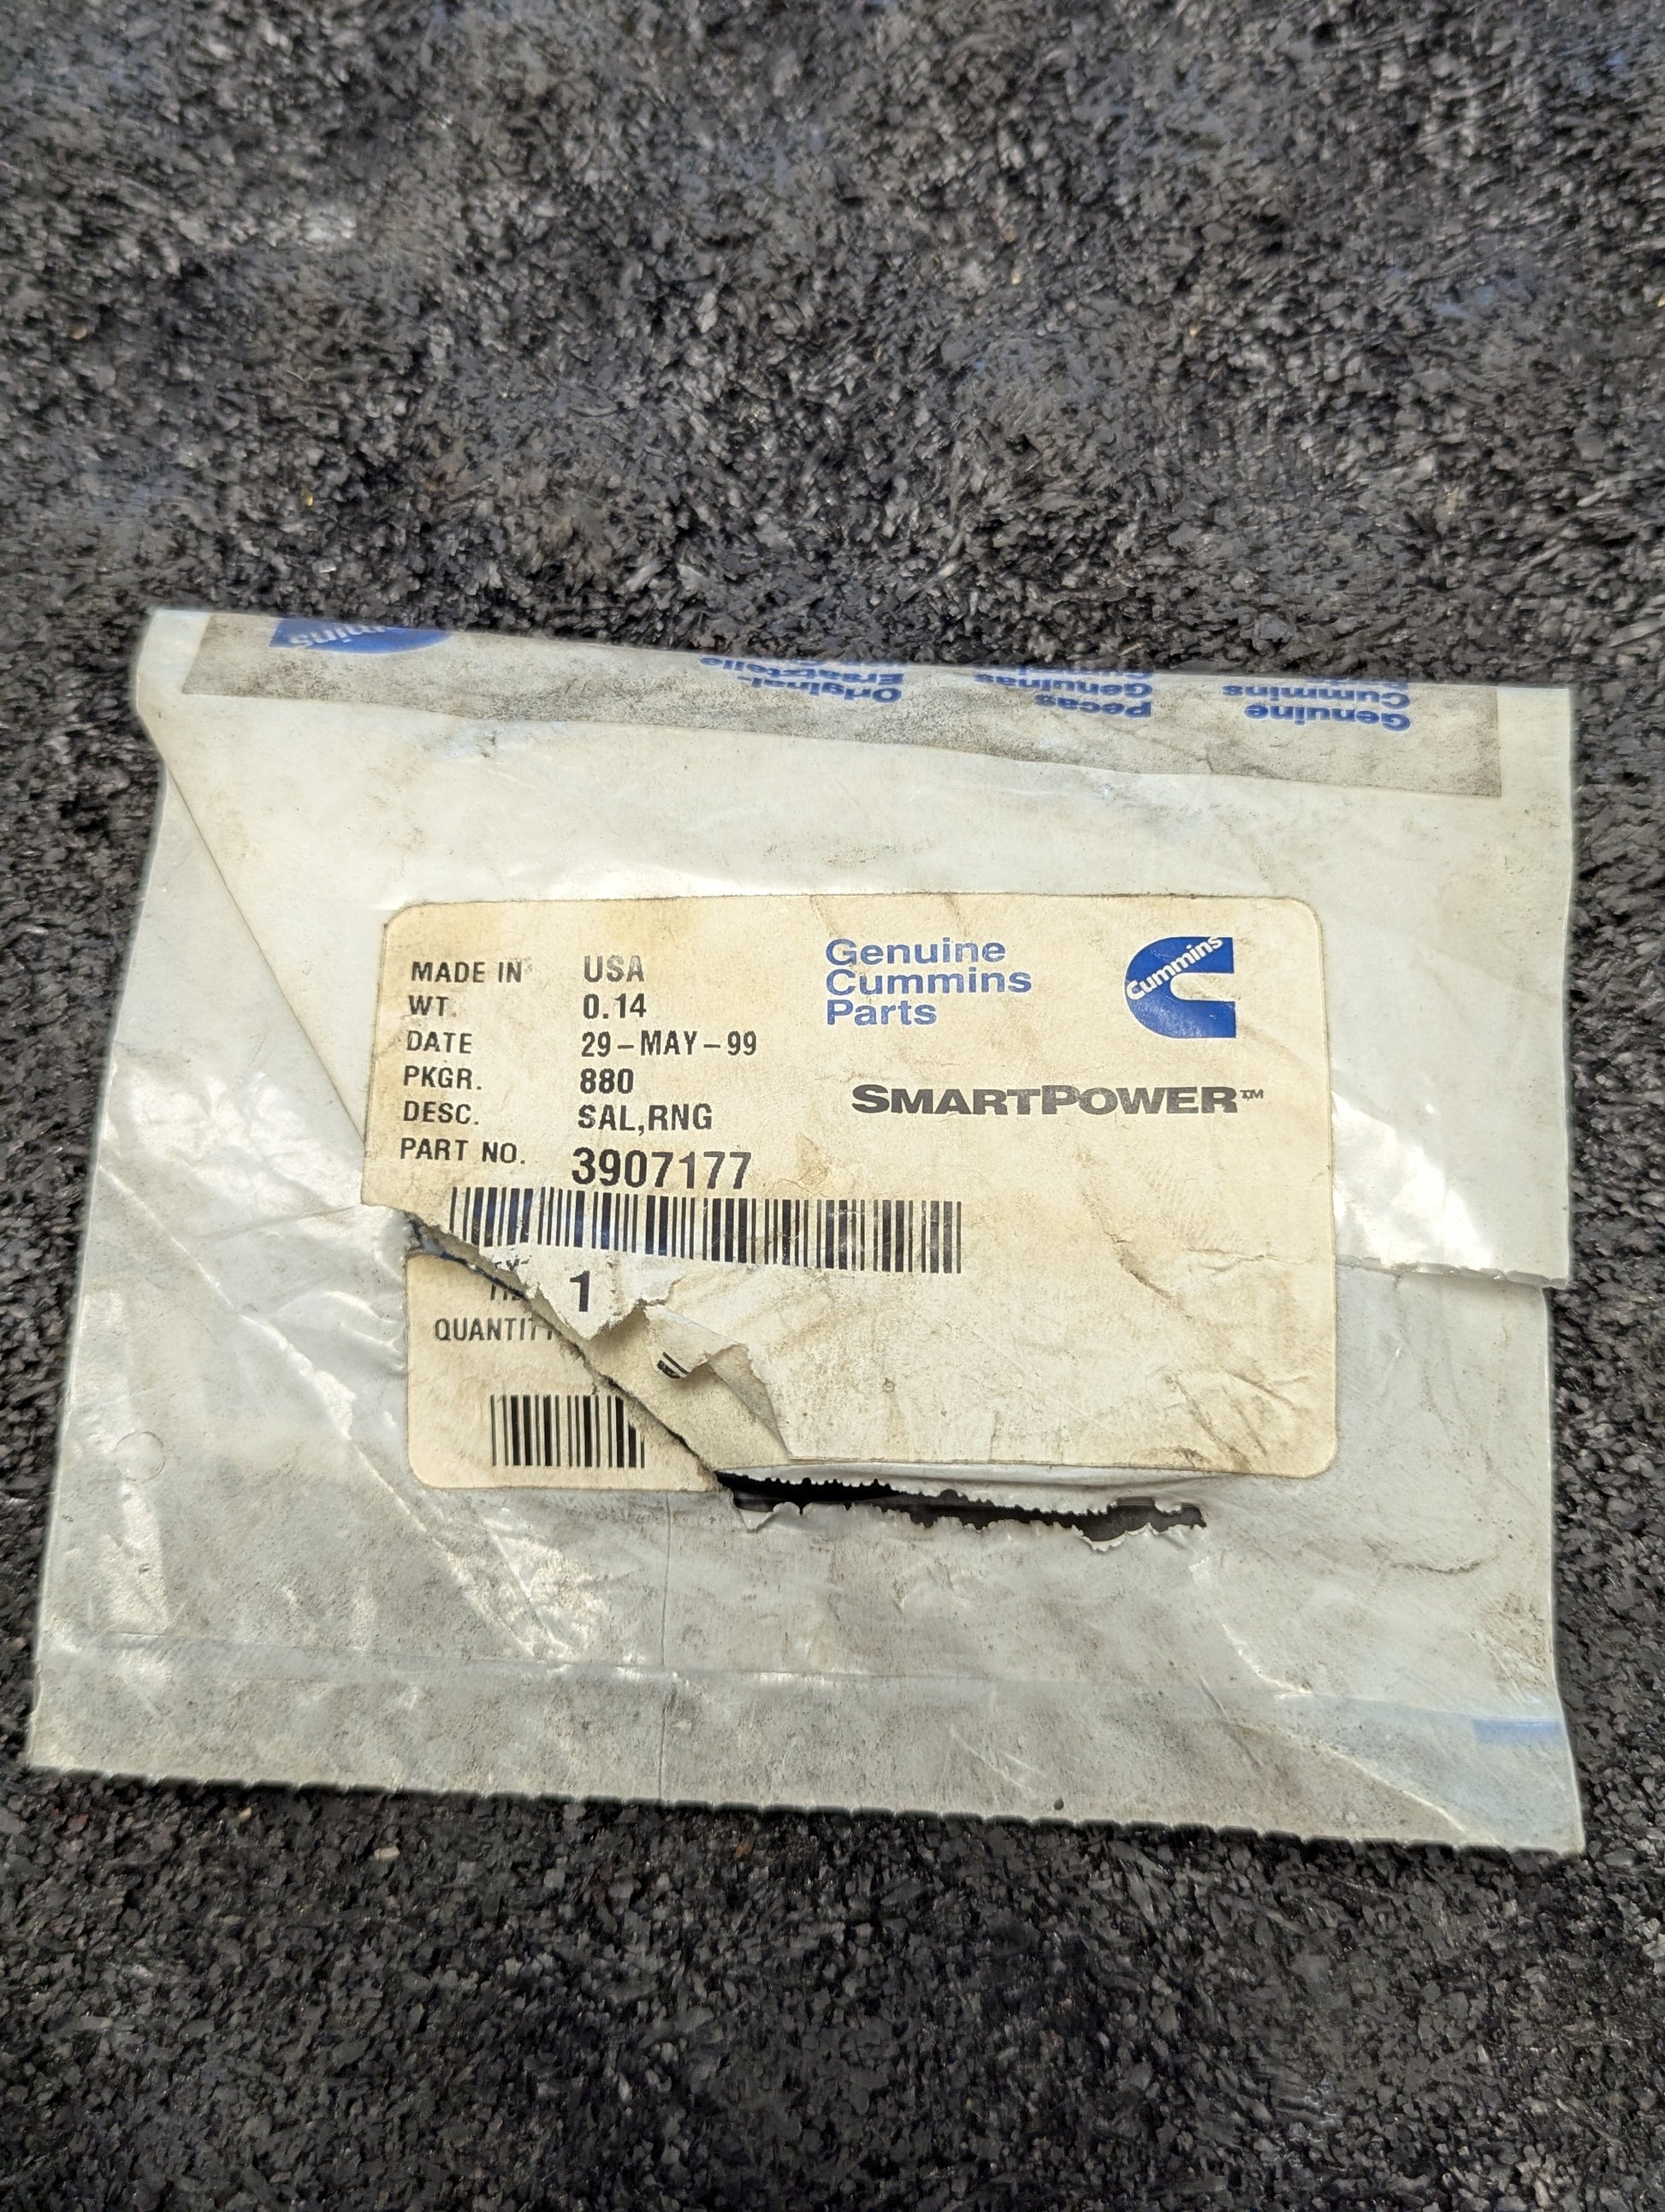 Cummins
Genuine
Cummins
Peças
Genuinas
Original-
Ersatzteile
MADE IN USA
WT. 0.14
DATE 29-MAY-99
PKGR. 880
DESC. SAL,RNG
PART NO. 3907177
1
QUANTITY
Genuine
Cummins
Parts
Cummins
SMARTPOWER™